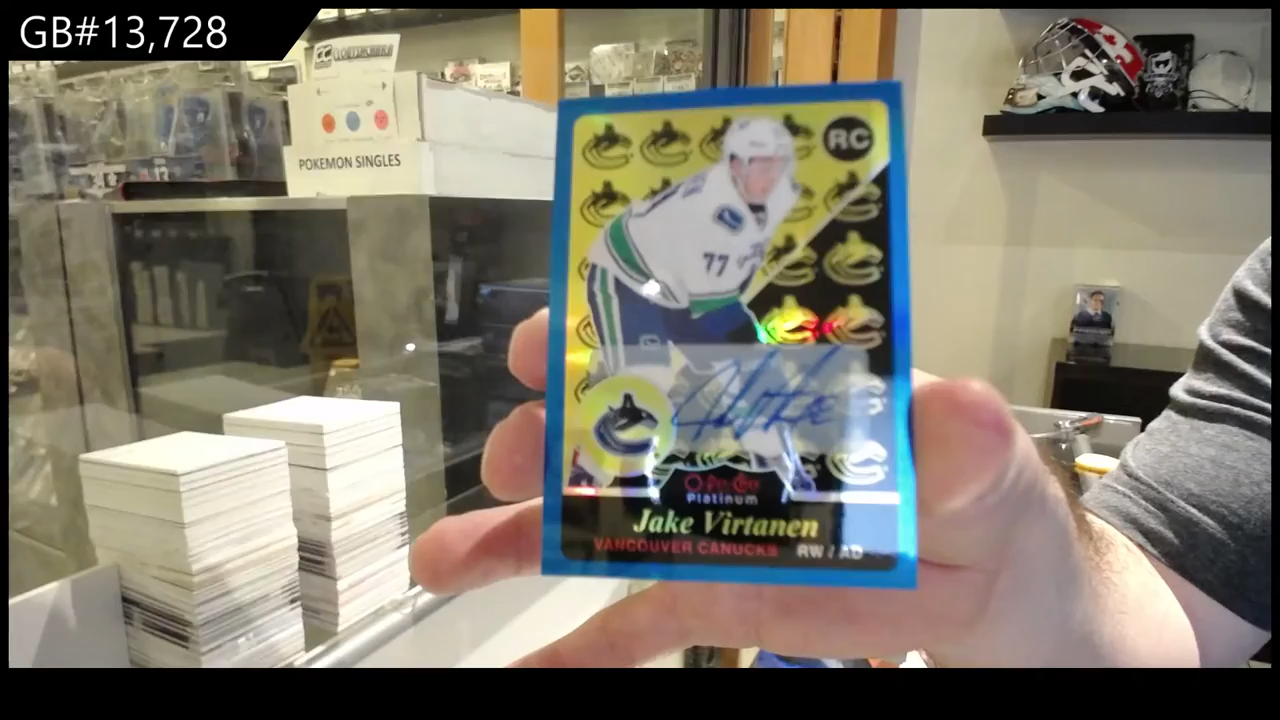 GB#13,728
POKEMON SINGLES
RC
77
O-Pee-Chee
Platinum
Jake Virtanen
VANCOUVER CANUCKS RW / AD